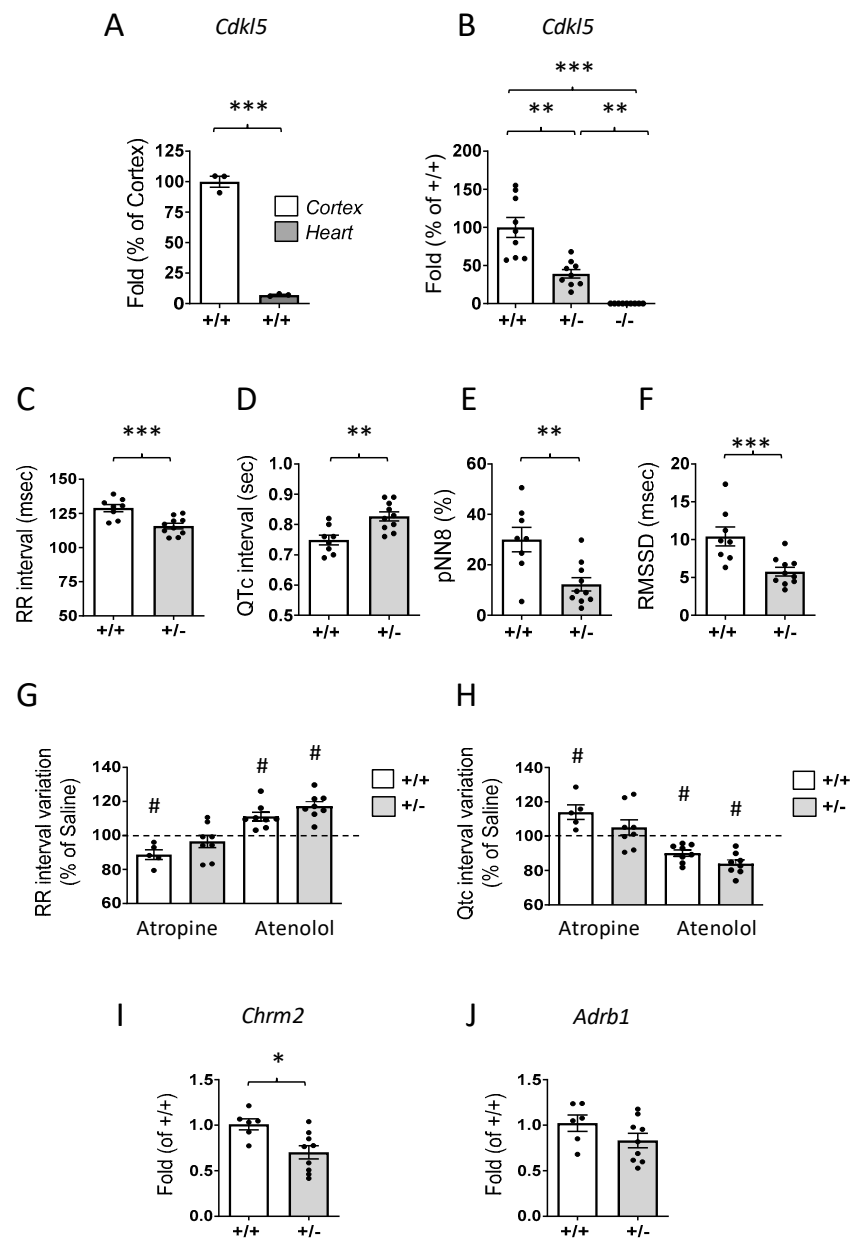 A
Cdkl5
***
Fold (% of Cortex)
125
100
75
50
25
0
+/+
+/+
Cortex
Heart
B
Cdkl5
***
**
**
Fold (% of +/+)
200
150
100
50
0
+/+
+/-
-/-
C
***
RR interval (msec)
150
125
100
75
50
+/+
+/-
D
**
QTc interval (sec)
1.0
0.9
0.8
0.7
0.6
0.5
+/+
+/-
E
**
pNN8 (%)
60
40
20
0
+/+
+/-
F
***
RMSSD (msec)
20
15
10
5
0
+/+
+/-
G
RR interval variation
(% of Saline)
140
120
100
80
60
#
#
#
Atropine
Atenolol
+/+
+/-
H
Qtc interval variation
(% of Saline)
140
120
100
80
60
#
#
#
Atropine
Atenolol
+/+
+/-
I
Chrm2
*
Fold (of +/+)
1.5
1.0
0.5
0.0
+/+
+/-
J
Adrb1
Fold (of +/+)
1.5
1.0
0.5
0.0
+/+
+/-